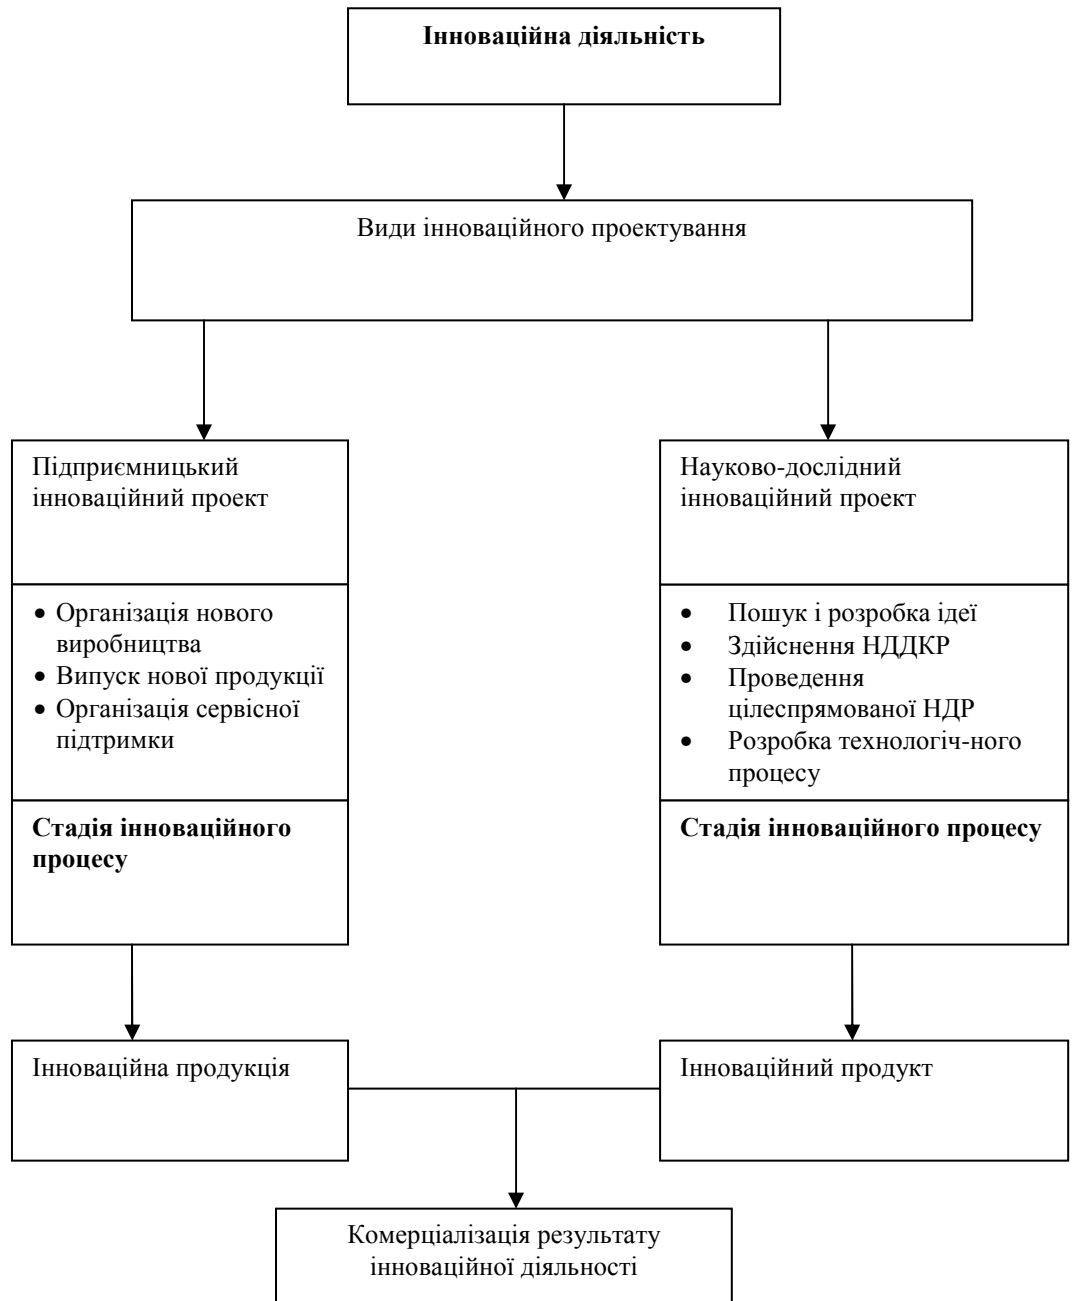 Інноваційна діяльність
Види інноваційного проектування
Підприємницький
інноваційний проект
• Організація нового
виробництва
• Випуск нової продукції
• Організація сервісної
підтримки
Стадія інноваційного
процесу
Науково-дослідний
інноваційний проект
• Пошук і розробка ідеї
• Здійснення НДДКР
• Проведення
цілеспрямованої НДР
• Розробка технологіч-ного
процесу
Стадія інноваційного процесу
Інноваційна продукція
Інноваційний продукт
Комерціалізація результату
інноваційної діяльності